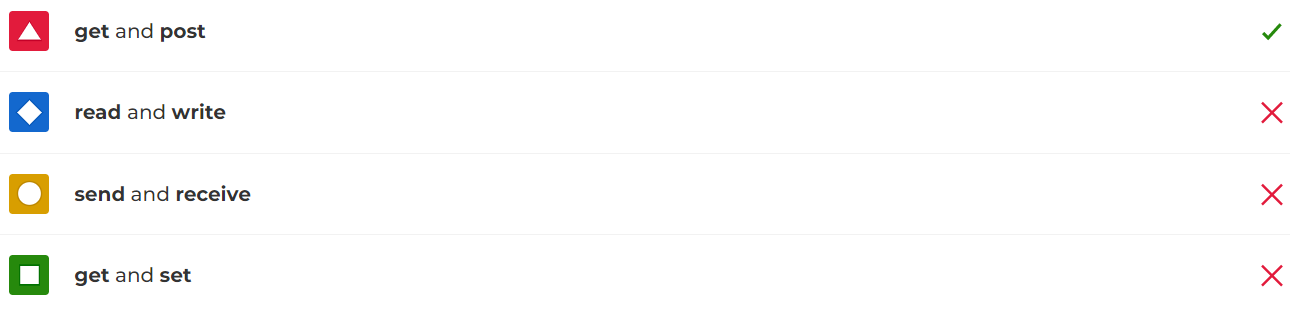 get and post
read and write
send and receive
get and set